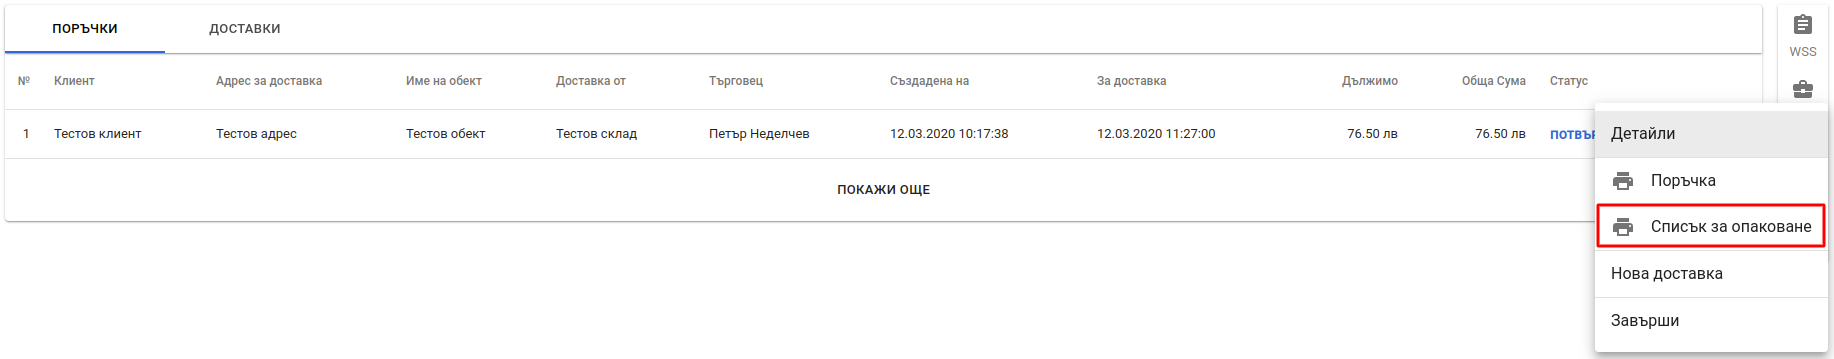 ПОРЪЧКИ ДОСТАВКИ
WSS
№ Клиент Адрес за доставка Име на обект Доставка от Търговец Създадена на За доставка Дължимо Обща Сума Статус
1 Тестов клиент Тестов адрес Тестов обект Тестов склад Петър Неделчев 12.03.2020 10:17:38 12.03.2020 11:27:00 76.50 лв 76.50 лв
ПОКАЖИ ОЩЕ
Детайли
Поръчка
Списък за опаковане
Нова доставка
Завърши